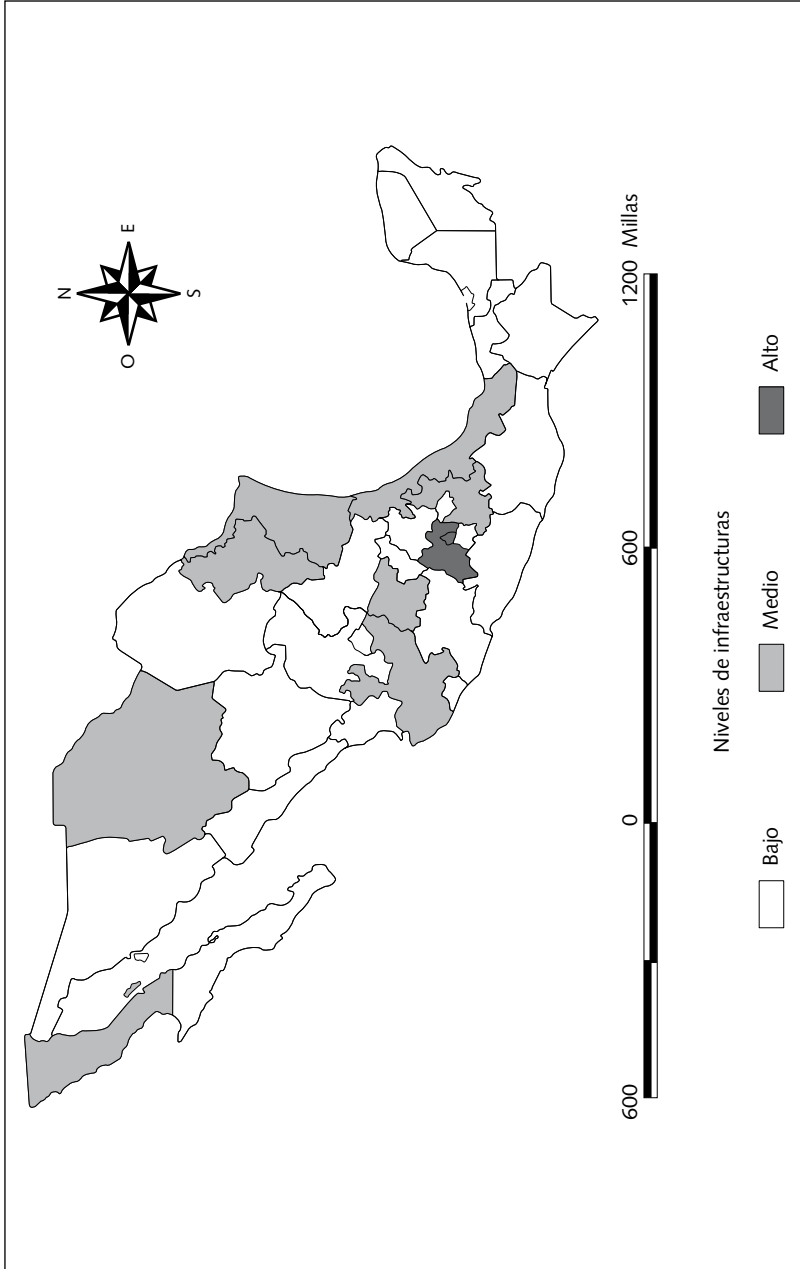 N
O
E
S
600
0
600
1200 Millas
Niveles de infraestructuras
Bajo
Medio
Alto